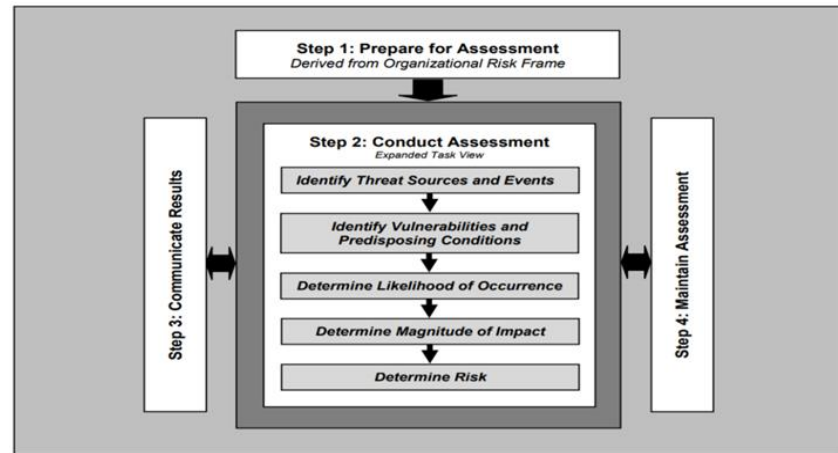 Step 1: Prepare for Assessment
Derived from Organizational Risk Frame
Step 2: Conduct Assessment
Expanded Task View
Identify Threat Sources and Events
Identify Vulnerabilities and
Predisposing Conditions
Determine Likelihood of Occurrence
Determine Magnitude of Impact
Determine Risk
Step 3: Communicate Results
Step 4: Maintain Assessment